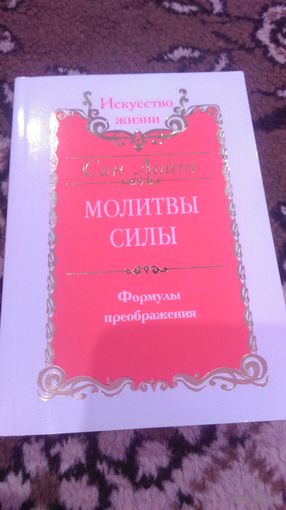 Искусство
жизни
Сан Лайт
МОЛИТВЫ
СИЛЫ
Формулы
преображения